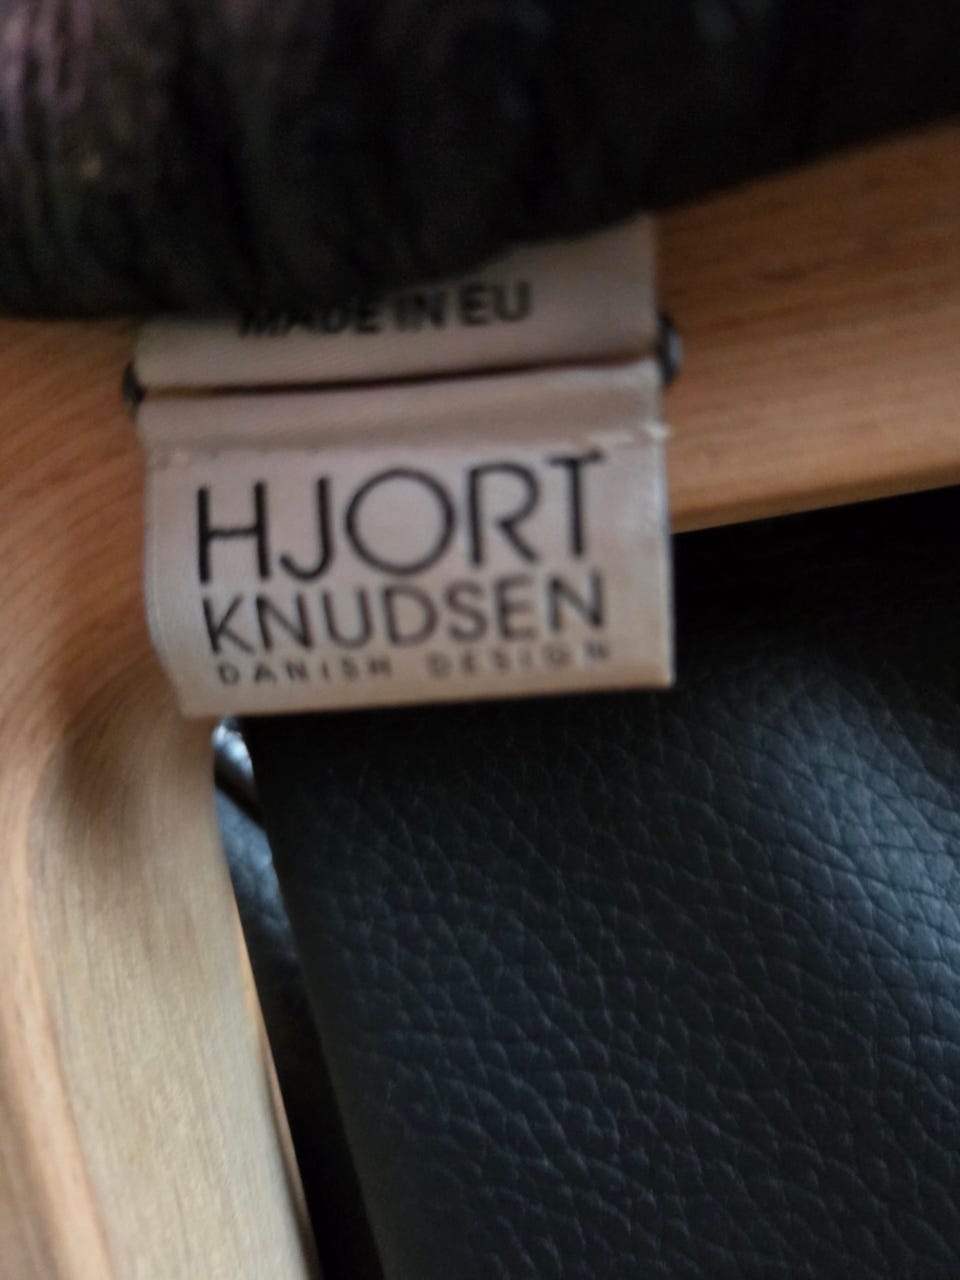 MADE IN EU
HJORT
KNUDSEN
DANISH DESIGN